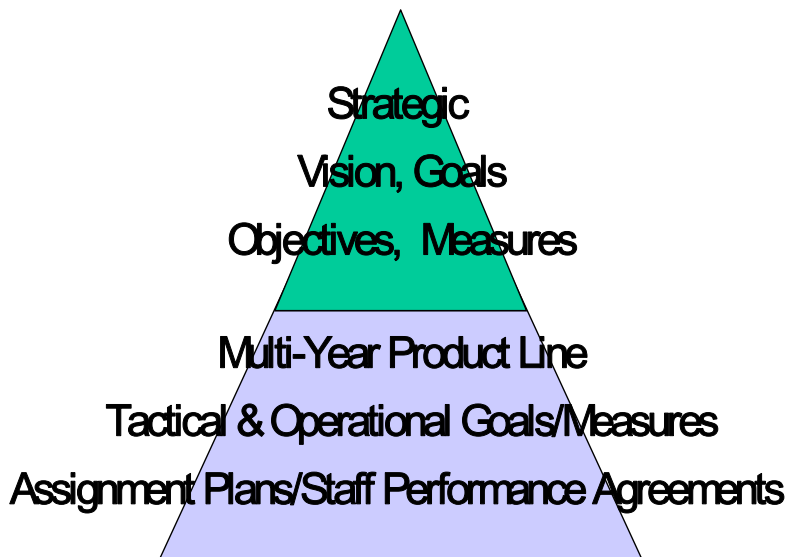 Strategic
Vision, Goals
Objectives, Measures
Multi-Year Product Line
Tactical & Operational Goals/Measures
Assignment Plans/Staff Performance Agreements